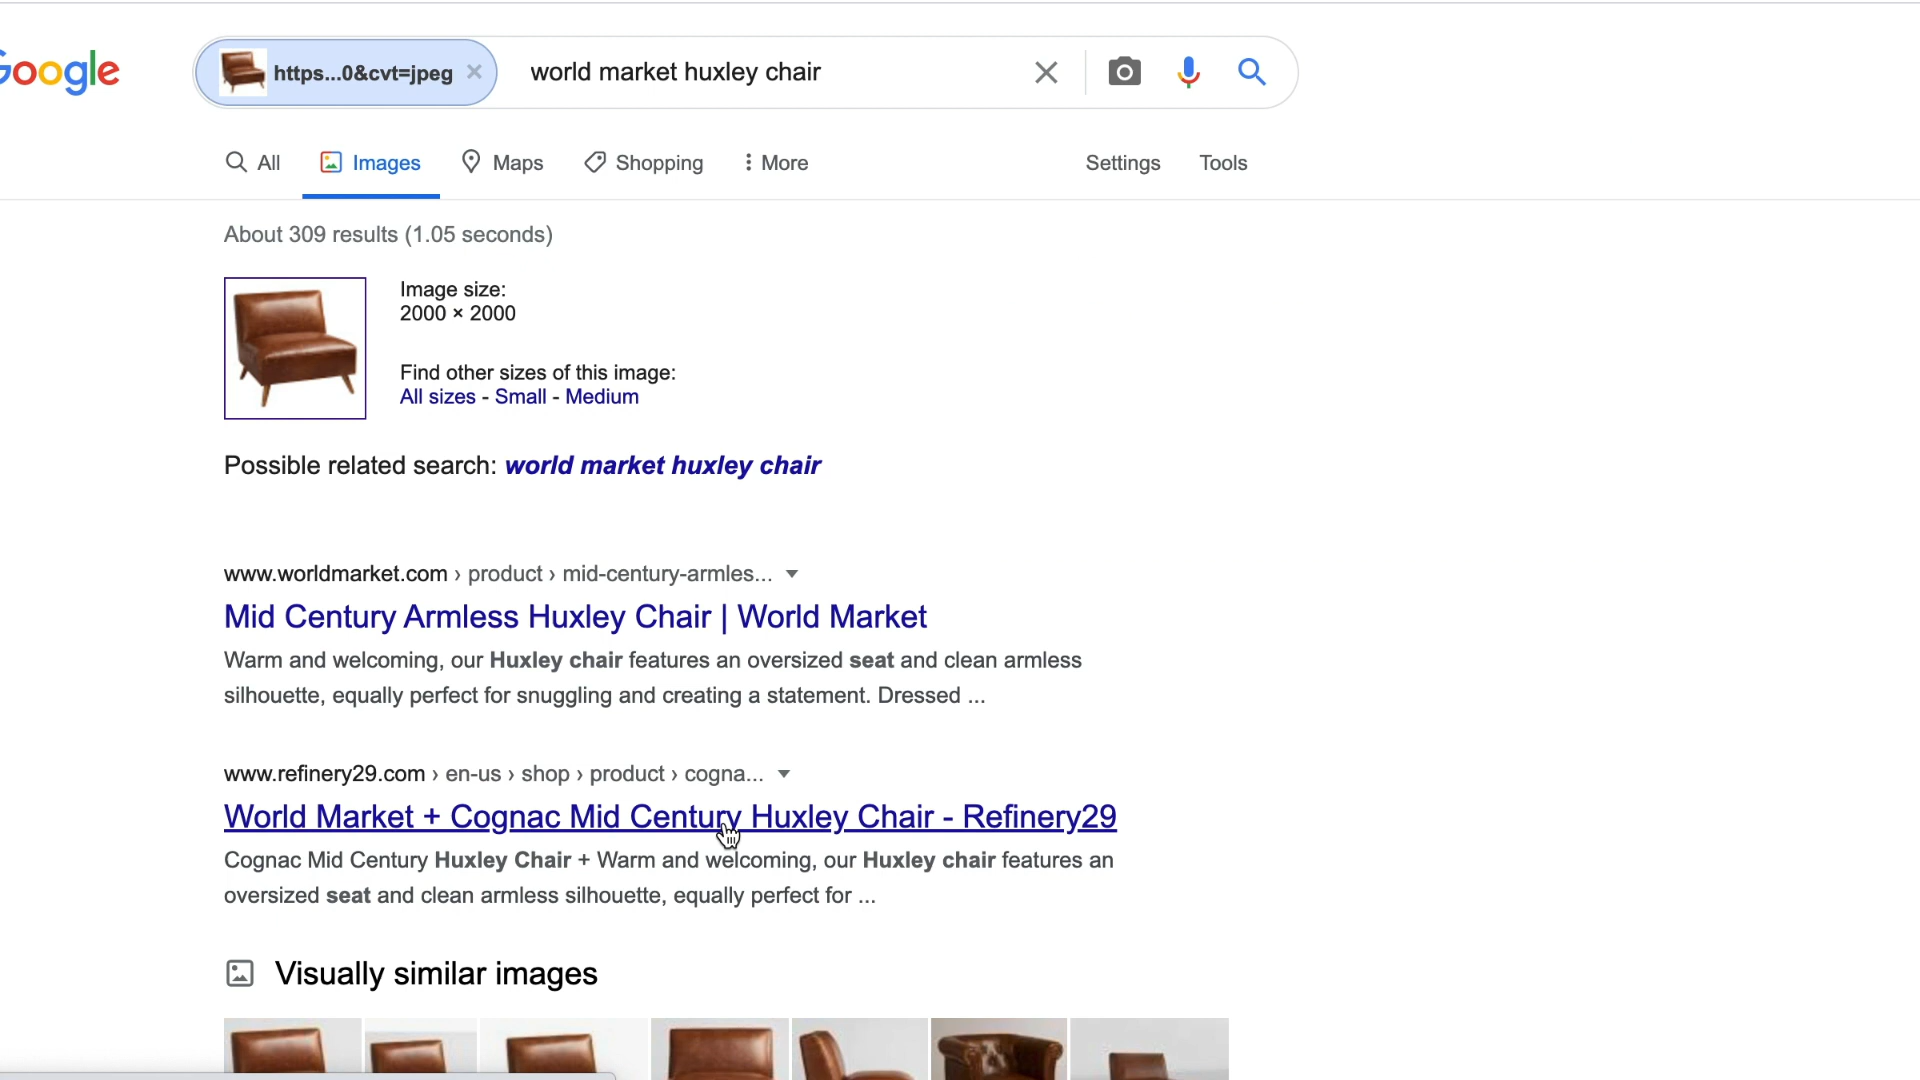 Google
https...0&cvt=jpeg world market huxley chair
All Images Maps Shopping More Settings Tools
About 309 results (1.05 seconds)
Image size:
2000 × 2000
Find other sizes of this image:
All sizes - Small - Medium
Possible related search: world market huxley chair
www.worldmarket.com › product › mid-century-armles...
Mid Century Armless Huxley Chair | World Market
Warm and welcoming, our Huxley chair features an oversized seat and clean armless
silhouette, equally perfect for snuggling and creating a statement. Dressed ...
www.refinery29.com › en-us › shop › product › cogna...
World Market + Cognac Mid Century Huxley Chair - Refinery29
Cognac Mid Century Huxley Chair + Warm and welcoming, our Huxley chair features an
oversized seat and clean armless silhouette, equally perfect for ...
Visually similar images